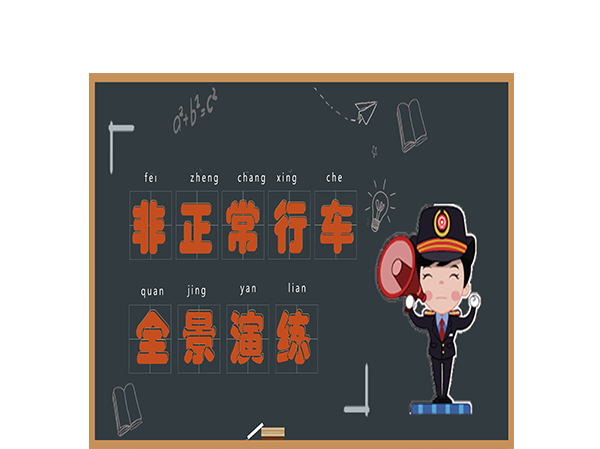 a²+b²=c²
fei zheng chang xing che
非正常行车
quan jing yan lian
全景演练